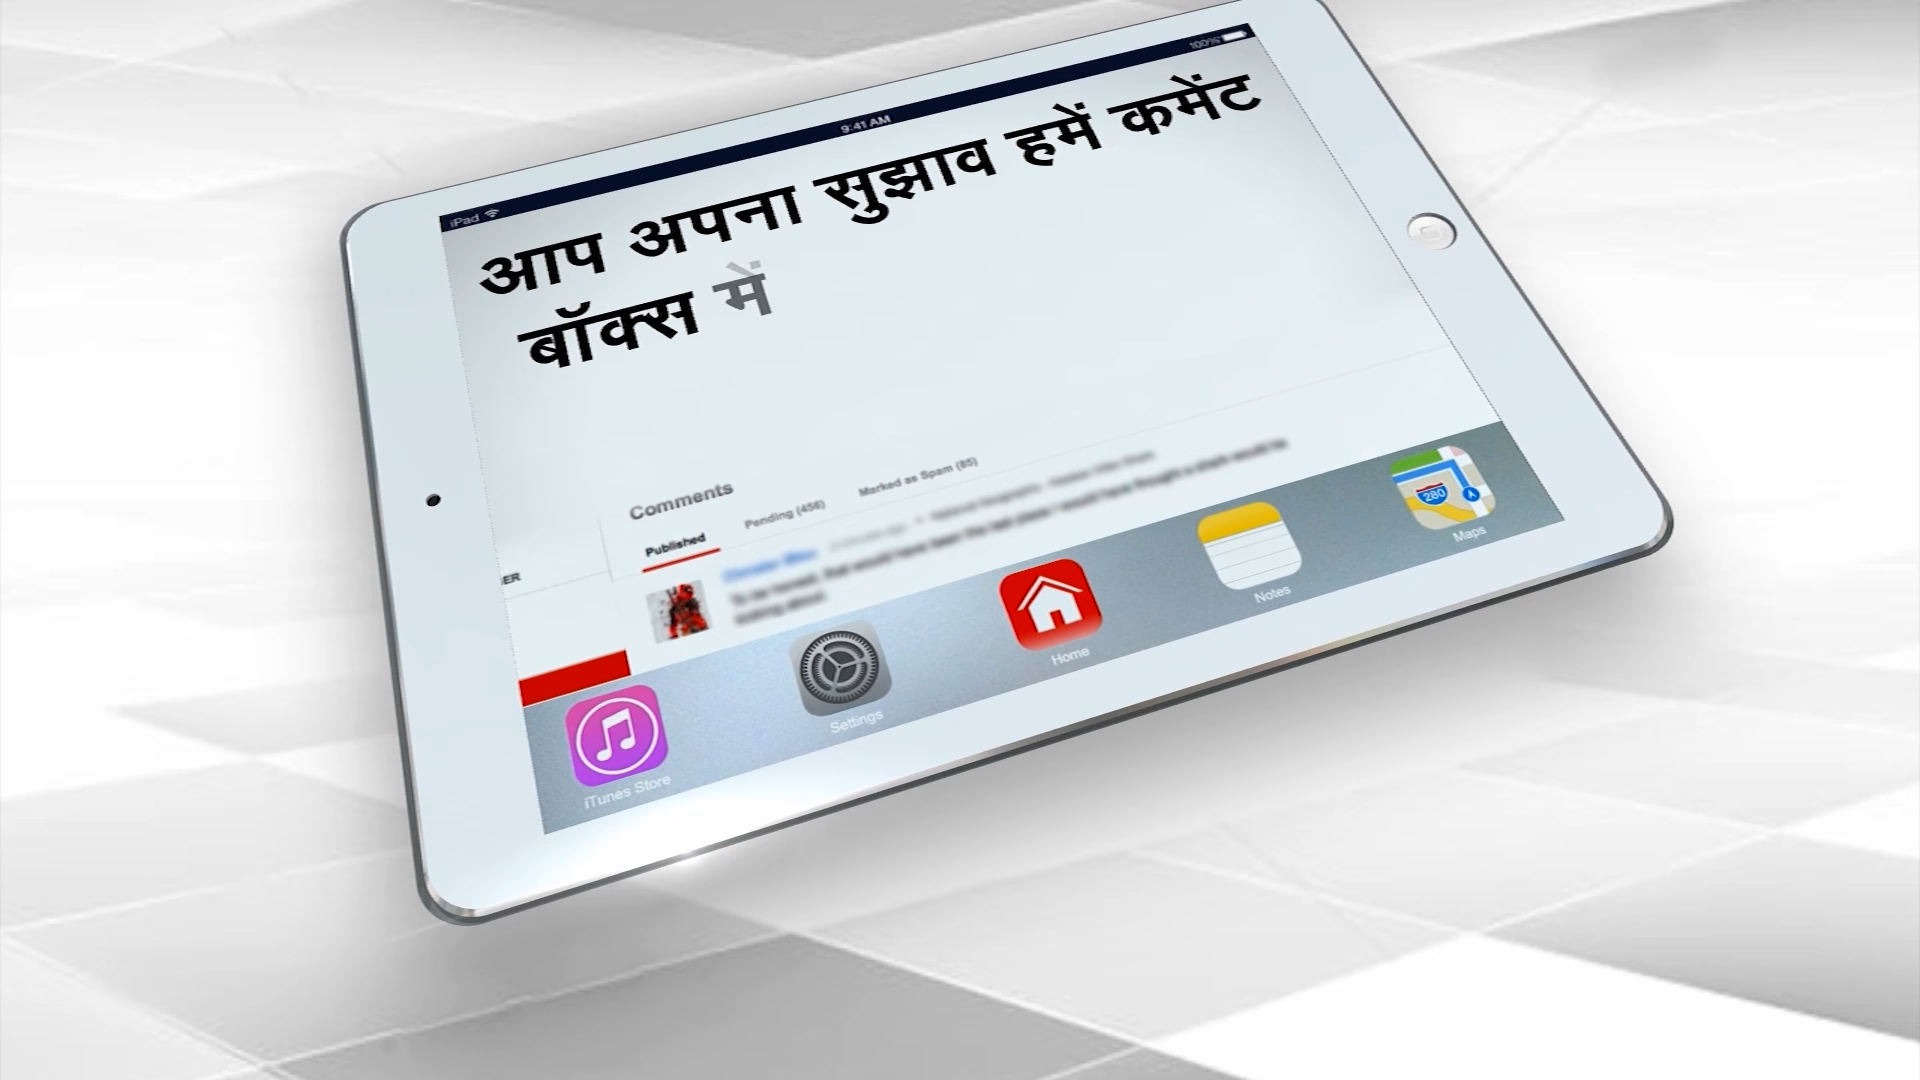 iPad
9:41 AM
100%
आप अपना सुझाव हमें कमेंट
बॉक्स में
Comments
Published
Pending (456)
Marked as Spam (85)
ER
iTunes Store
Settings
Home
Notes
Maps
280